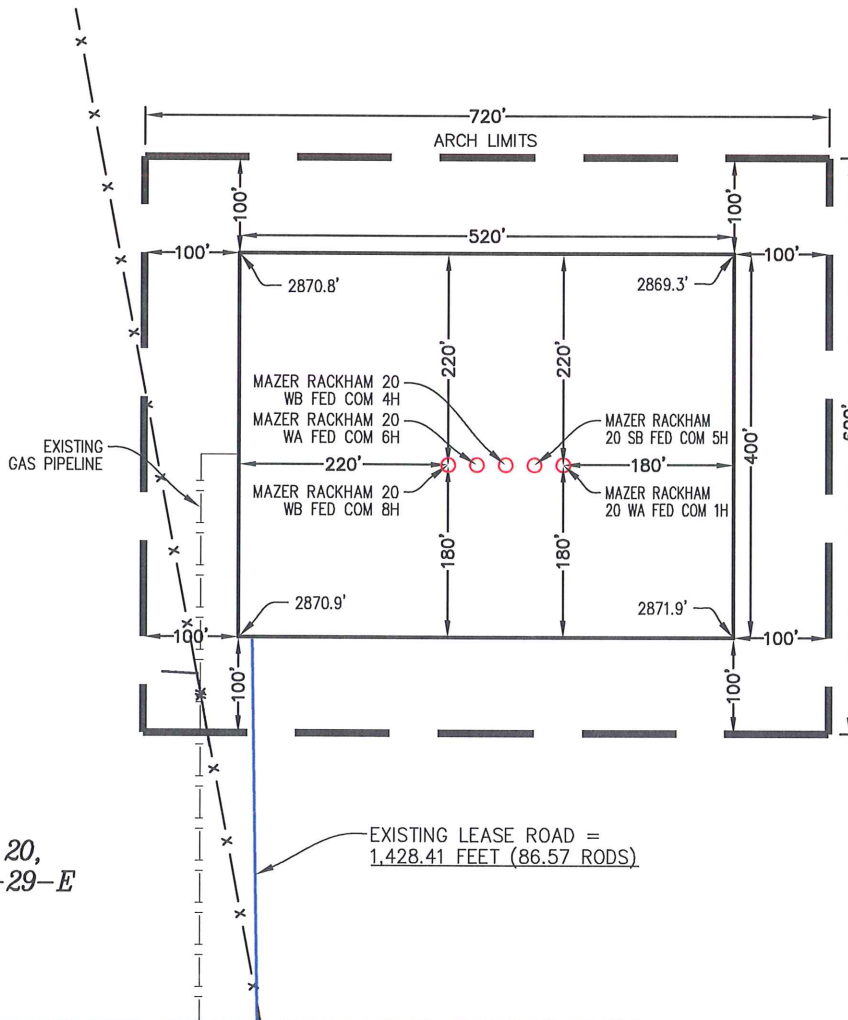 720'
ARCH LIMITS
100'
100'
520'
100'
100'
2870.8'
2869.3'
220'
220'
MAZER RACKHAM 20
WB FED COM 4H
MAZER RACKHAM 20
WA FED COM 6H
MAZER RACKHAM
20 SB FED COM 5H
400'
EXISTING
GAS PIPELINE
220'
180'
MAZER RACKHAM 20
WB FED COM 8H
MAZER RACKHAM
20 WA FED COM 1H
180'
180'
2870.9'
2871.9'
100'
100'
100'
100'
EXISTING LEASE ROAD =
1,428.41 FEET (86.57 RODS)
20,
-29-E